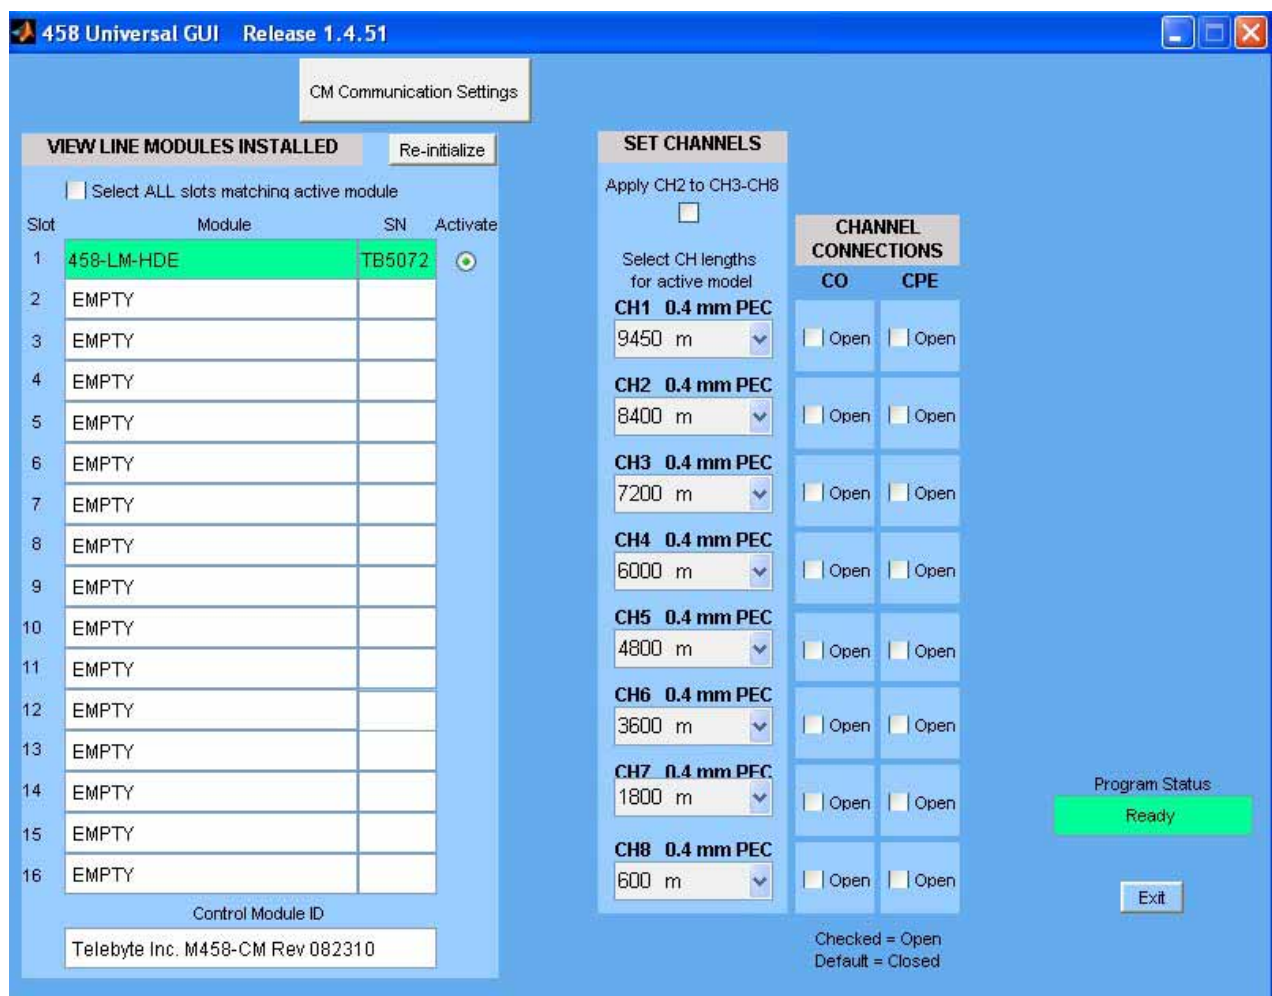 458 Universal GUI Release 1.4.51
CM Communication Settings
VIEW LINE MODULES INSTALLED
Re-initialize
Select ALL slots matching active module
Slot Module SN Activate
1 458-LM-HDE TB5072
2 EMPTY
3 EMPTY
4 EMPTY
5 EMPTY
6 EMPTY
7 EMPTY
8 EMPTY
9 EMPTY
10 EMPTY
11 EMPTY
12 EMPTY
13 EMPTY
14 EMPTY
15 EMPTY
16 EMPTY
Control Module ID
Telebyte Inc. M458-CM Rev 082310
SET CHANNELS
Apply CH2 to CH3-CH8
Select CH lengths
for active model
CHANNEL
CONNECTIONS
CO CPE
CH1 0.4 mm PEC
9450 m Open Open
CH2 0.4 mm PEC
8400 m Open Open
CH3 0.4 mm PEC
7200 m Open Open
CH4 0.4 mm PEC
6000 m Open Open
CH5 0.4 mm PEC
4800 m Open Open
CH6 0.4 mm PEC
3600 m Open Open
CH7 0.4 mm PEC
1800 m Open Open
CH8 0.4 mm PEC
600 m Open Open
Checked = Open
Default = Closed
Program Status
Ready
Exit